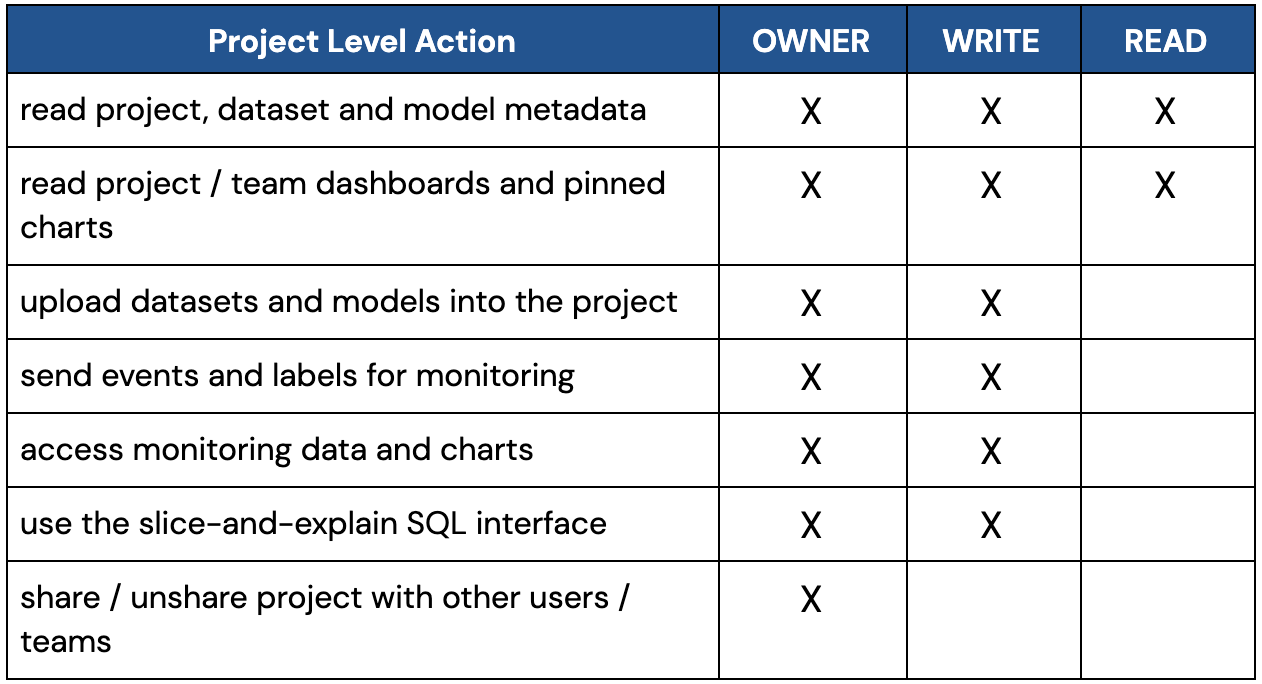 Project Level Action OWNER WRITE READ
read project, dataset and model metadata X X X
read project / team dashboards and pinned X X X
charts
upload datasets and models into the project X X
send events and labels for monitoring X X
access monitoring data and charts X X
use the slice-and-explain SQL interface X X
share / unshare project with other users / X
teams